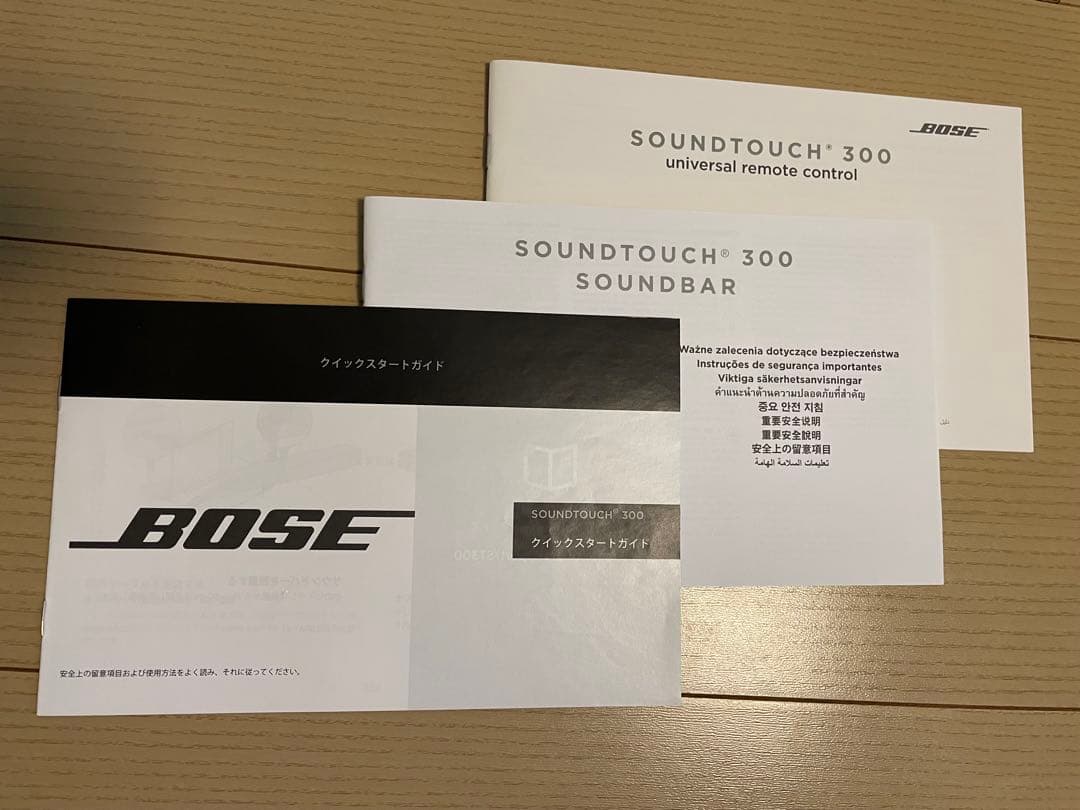 BOSE
SOUNDTOUCH® 300
universal remote control
SOUNDTOUCH® 300
SOUNDBAR
Ważne zalecenia dotyczące bezpieczeństwa
Instruções de segurança importantes
Viktiga säkerhetsanvisningar
คำแนะนำด้านความปลอดภัยที่สำคัญ
중요 안전 지침
重要安全说明
重要安全說明
安全上の留意項目
تعليمات السلامة الهامة
クイックスタートガイド
BOSE
SOUNDTOUCH® 300
クイックスタートガイド
安全上の留意項目および使用方法をよく読み、それに従ってください。